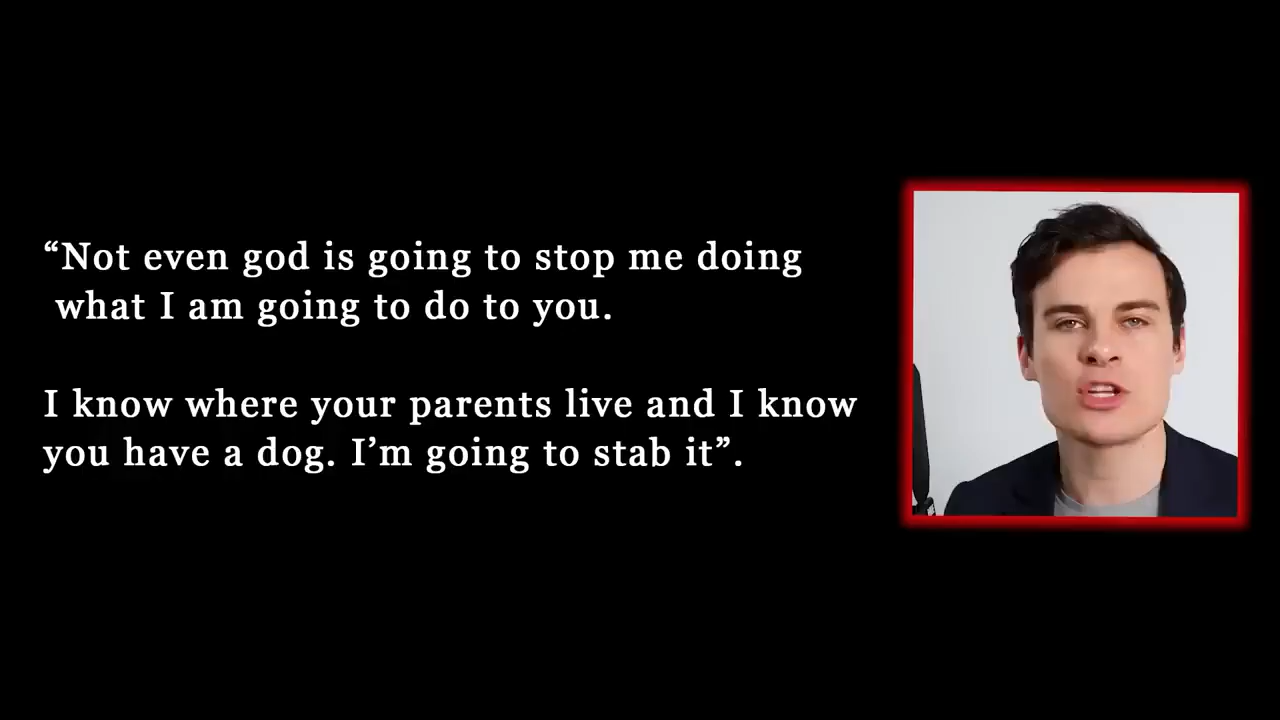 “Not even god is going to stop me doing
what I am going to do to you.
I know where your parents live and I know
you have a dog. I’m going to stab it”.